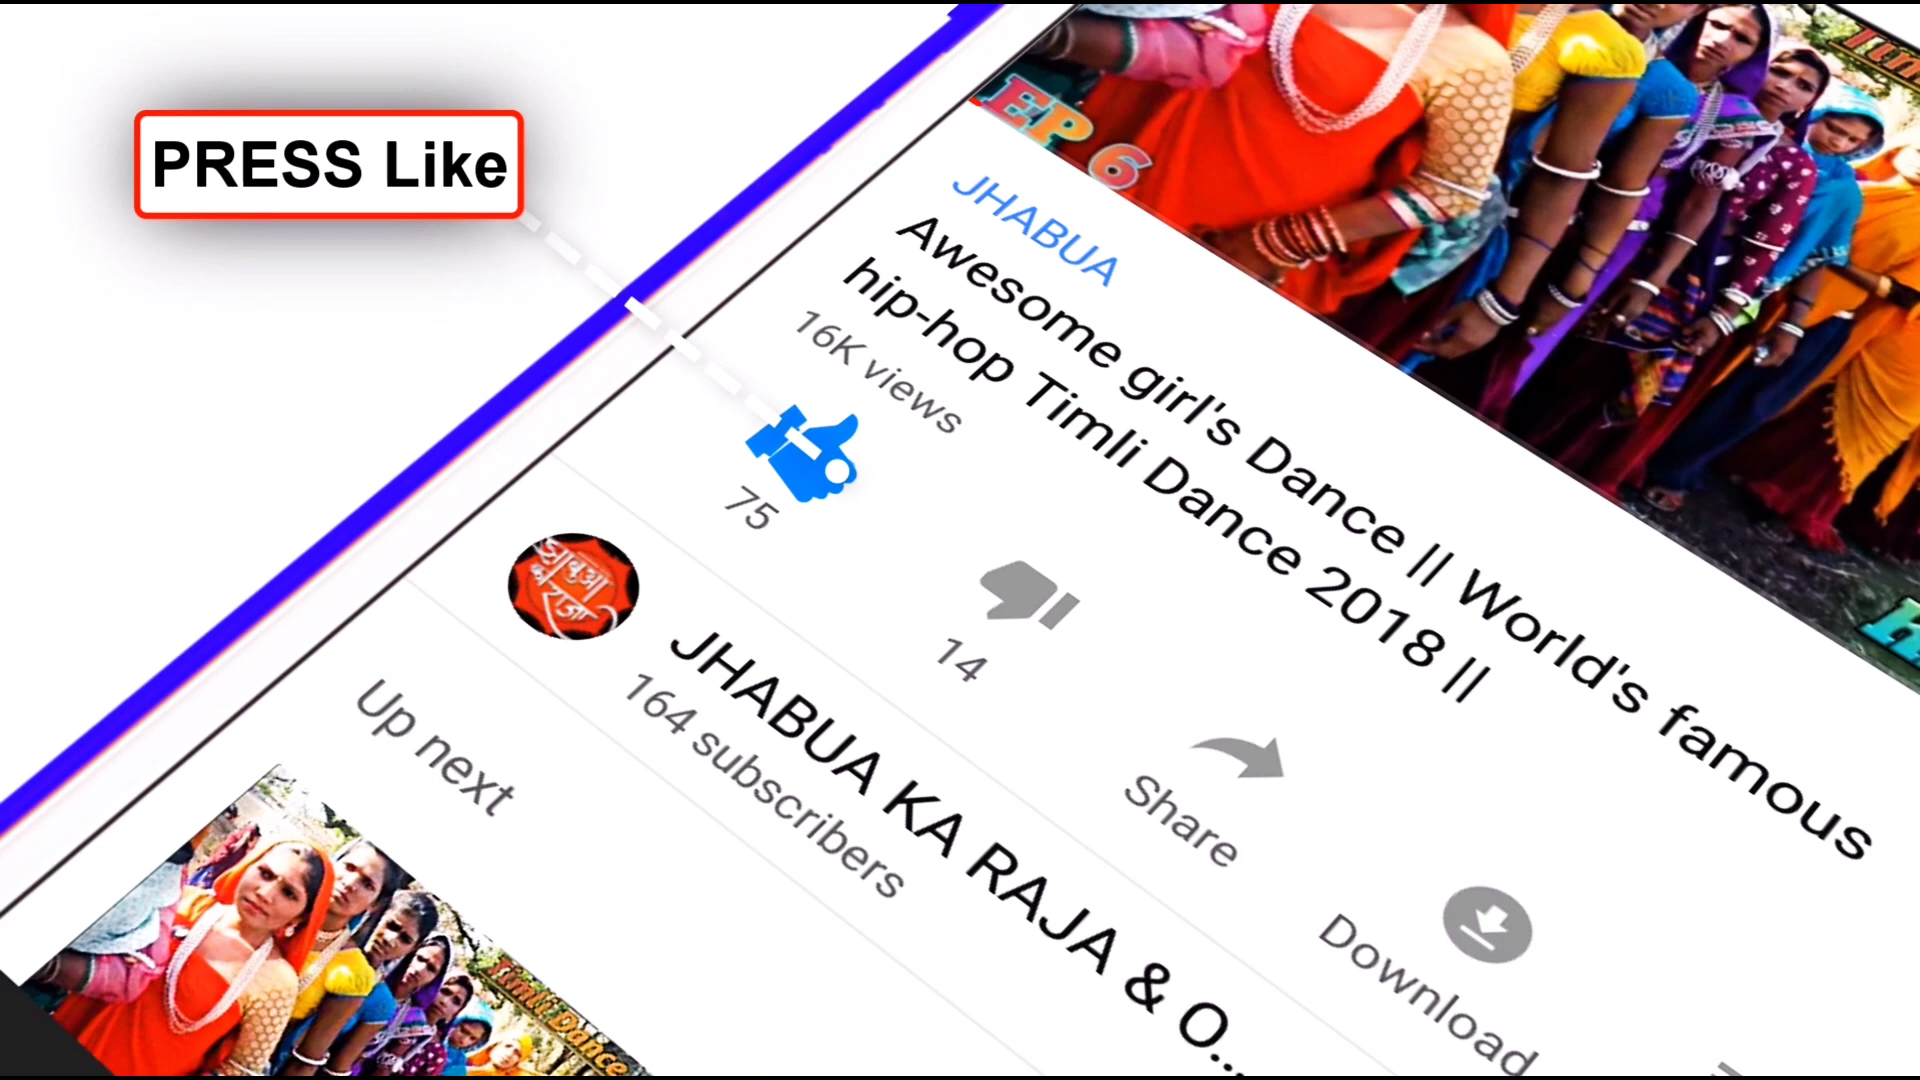 PRESS Like
EP 6
JHABUA
Awesome girl's Dance || World's famous
hip-hop Timli Dance 2018 ||
16K views
75
14
Share
Download
झाबुआ
का
राजा
JHABUA KA RAJA & O...
164 subscribers
Up next
Timli Dance